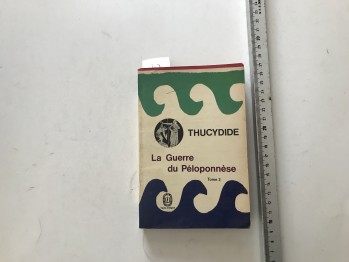 THUCYDIDE
La Guerre
du Péloponnèse
Tome 2